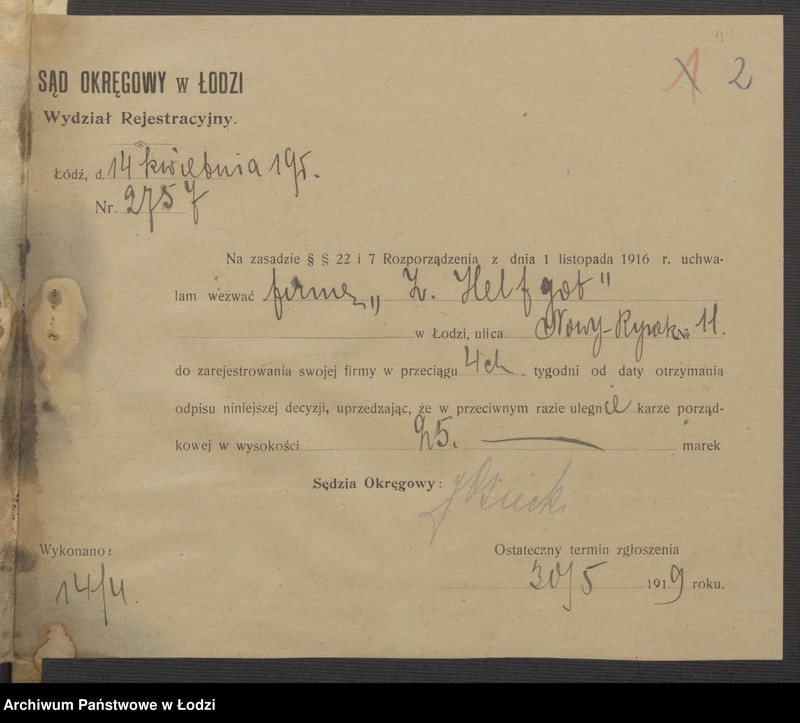 1 2
SĄD OKRĘGOWY w ŁODZI
Wydział Rejestracyjny.
Łódź, d. 14 kwietnia 19r.
Nr. 2757
Na zasadzie § § 22 i 7 Rozporządzenia z dnia 1 listopada 1916 r. uchwa-
lam wezwać firmę „ Helfgot"
w Łodzi, ulica Nowy-Rynek № 11.
do zarejestrowania swojej firmy w przeciągu 4ch tygodni od daty otrzymania
odpisu niniejszej decyzji, uprzedzając, że w przeciwnym razie ulegnie karze porząd-
kowej w wysokości 25. — marek
Sędzia Okręgowy:
Wykonano:
14/4.
Ostateczny termin zgłoszenia
30/5 1919 roku.
Archiwum Państwowe w Łodzi